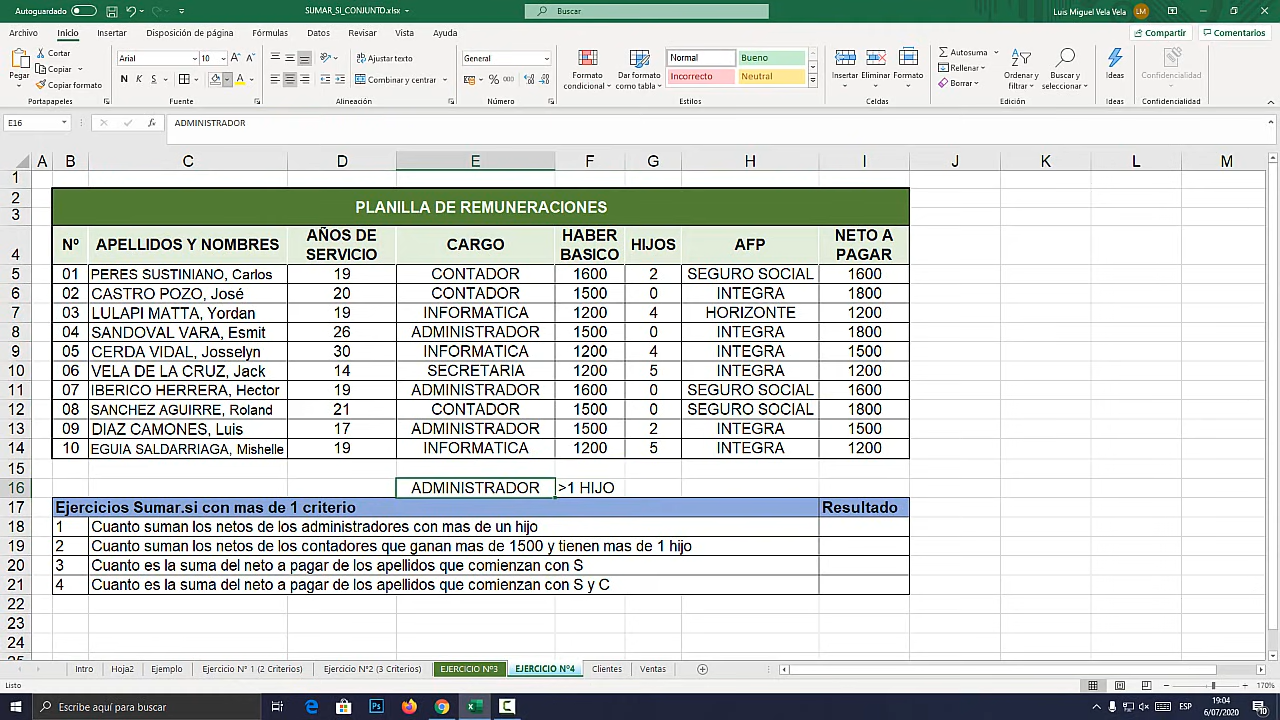 Autoguardado
SUMAR_SI_CONJUNTO.xlsx
Buscar
Luis Miguel Vela Vela
LM
Archivo Inicio Insertar Disposición de página Fórmulas Datos Revisar Vista Ayuda
Compartir
Comentarios
Pegar
Cortar
Copiar
Copiar formato
Portapapeles
Arial
10
N K S
Fuente
Ajustar texto
Combinar y centrar
Alineación
General
% 000
Número
Formato condicional
Dar formato como tabla
Normal
Bueno
Incorrecto
Neutral
Estilos
Insertar
Eliminar
Formato
Celdas
Autosuma
Rellenar
Borrar
Ordenar y filtrar
Buscar y seleccionar
Edición
Ideas
Ideas
Confidencialidad
Confidencialidad
E16
fx
ADMINISTRADOR
A B C D E F G H I J K L M
1
2
3
PLANILLA DE REMUNERACIONES
4 Nº APELLIDOS Y NOMBRES AÑOS DE SERVICIO CARGO HABER BASICO HIJOS AFP NETO A PAGAR
5 01 PERES SUSTINIANO, Carlos 19 CONTADOR 1600 2 SEGURO SOCIAL 1600
6 02 CASTRO POZO, José 20 CONTADOR 1500 0 INTEGRA 1800
7 03 LULAPI MATTA, Yordan 19 INFORMATICA 1200 4 HORIZONTE 1200
8 04 SANDOVAL VARA, Esmit 26 ADMINISTRADOR 1500 0 INTEGRA 1800
9 05 CERDA VIDAL, Josselyn 30 INFORMATICA 1200 4 INTEGRA 1500
10 06 VELA DE LA CRUZ, Jack 14 SECRETARIA 1200 5 INTEGRA 1200
11 07 IBERICO HERRERA, Hector 19 ADMINISTRADOR 1600 0 SEGURO SOCIAL 1600
12 08 SANCHEZ AGUIRRE, Roland 21 CONTADOR 1500 0 SEGURO SOCIAL 1800
13 09 DIAZ CAMONES, Luis 17 ADMINISTRADOR 1500 2 INTEGRA 1500
14 10 EGUIA SALDARRIAGA, Mishelle 19 INFORMATICA 1200 5 INTEGRA 1200
15
16 ADMINISTRADOR >1 HIJO
17 Ejercicios Sumar.si con mas de 1 criterio Resultado
18 1 Cuanto suman los netos de los administradores con mas de un hijo
19 2 Cuanto suman los netos de los contadores que ganan mas de 1500 y tienen mas de 1 hijo
20 3 Cuanto es la suma del neto a pagar de los apellidos que comienzan con S
21 4 Cuanto es la suma del neto a pagar de los apellidos que comienzan con S y C
22
23
24
Intro Hoja2 Ejemplo Ejercicio N° 1 (2 Criterios) Ejercicio N°2 (3 Criterios) EJERCICIO Nº3 EJERCICIO Nº4 Clientes Ventas
Listo
170%
Escribe aquí para buscar
ESP
19:04
6/07/2020